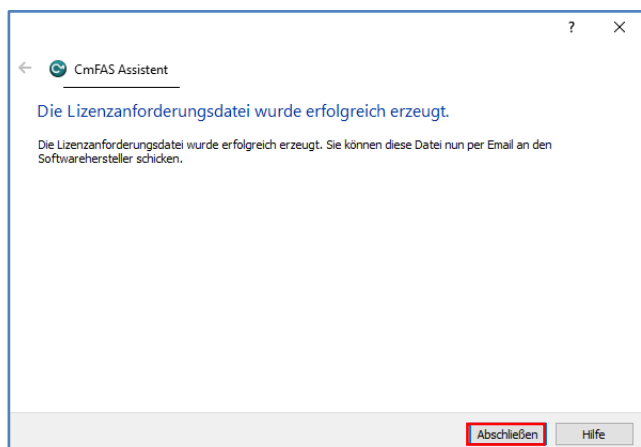 ?
CmFAS Assistent
Die Lizenzanforderungsdatei wurde erfolgreich erzeugt.
Die Lizenzanforderungsdatei wurde erfolgreich erzeugt. Sie können diese Datei nun per Email an den
Softwarehersteller schicken.
Abschließen Hilfe